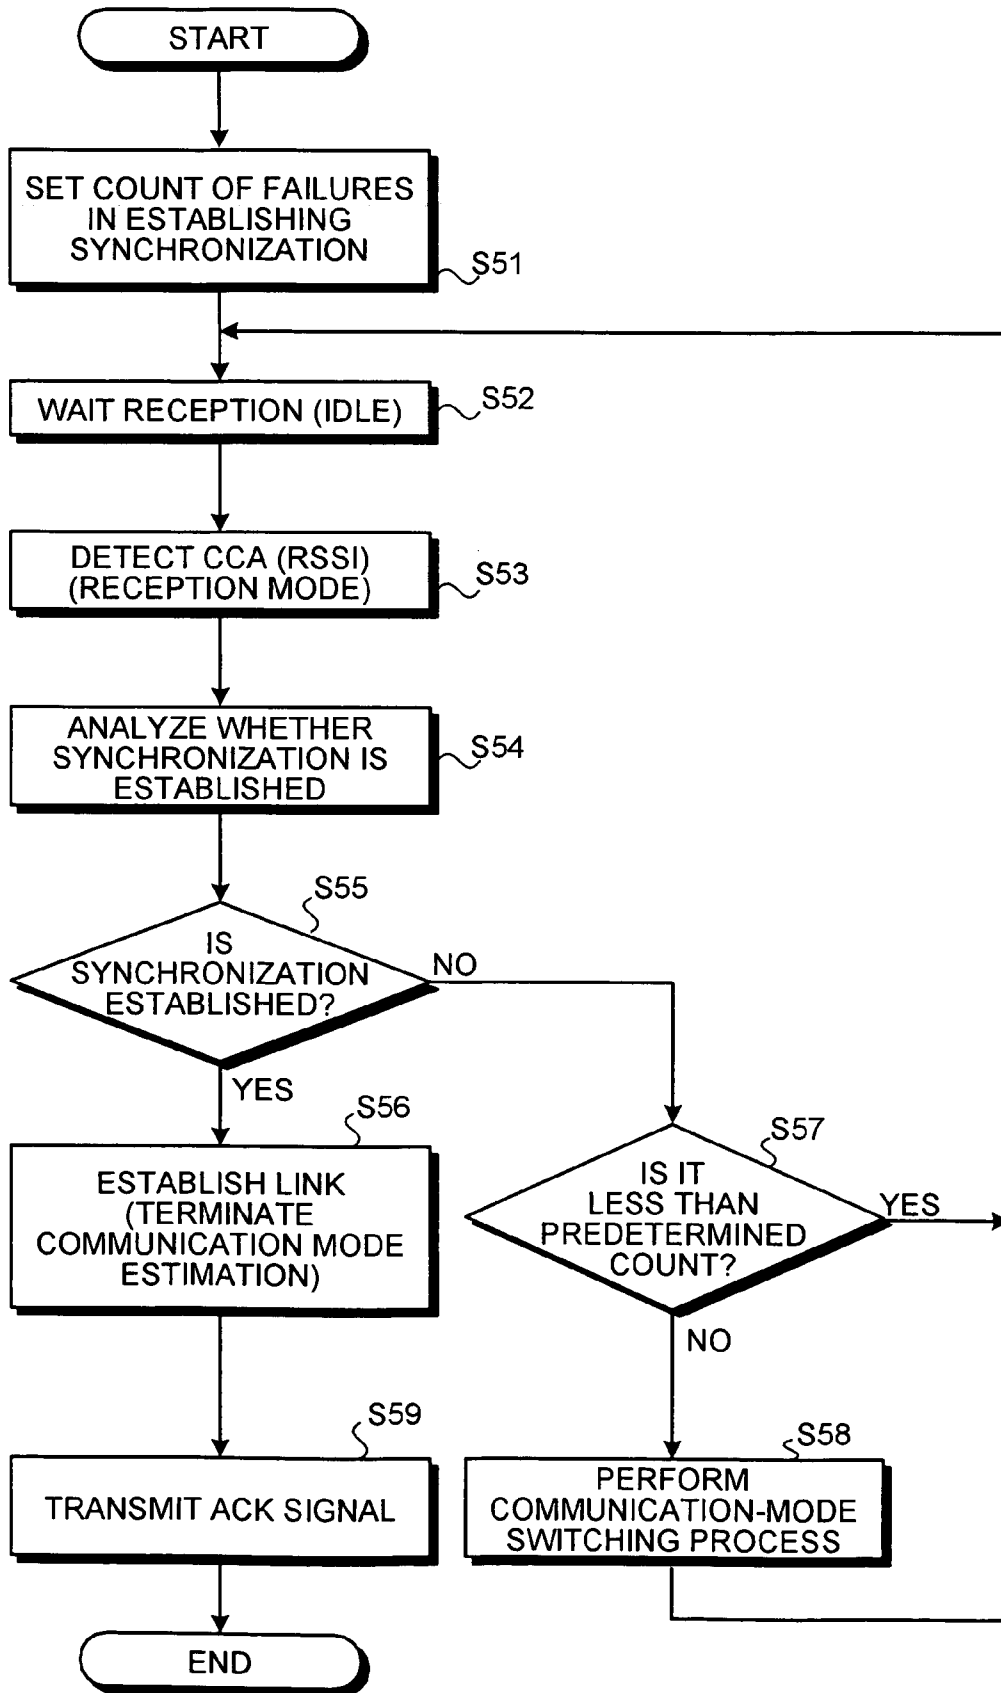 START
SET COUNT OF FAILURES
IN ESTABLISHING
SYNCHRONIZATION
S51
WAIT RECEPTION (IDLE)
S52
DETECT CCA (RSSI)
(RECEPTION MODE)
S53
ANALYZE WHETHER
SYNCHRONIZATION IS
ESTABLISHED
S54
S55
IS
SYNCHRONIZATION
ESTABLISHED?
NO
YES
S56
ESTABLISH LINK
(TERMINATE
COMMUNICATION MODE
ESTIMATION)
S57
IS IT
LESS THAN
PREDETERMINED
COUNT?
YES
NO
S59
TRANSMIT ACK SIGNAL
S58
PERFORM
COMMUNICATION-MODE
SWITCHING PROCESS
END